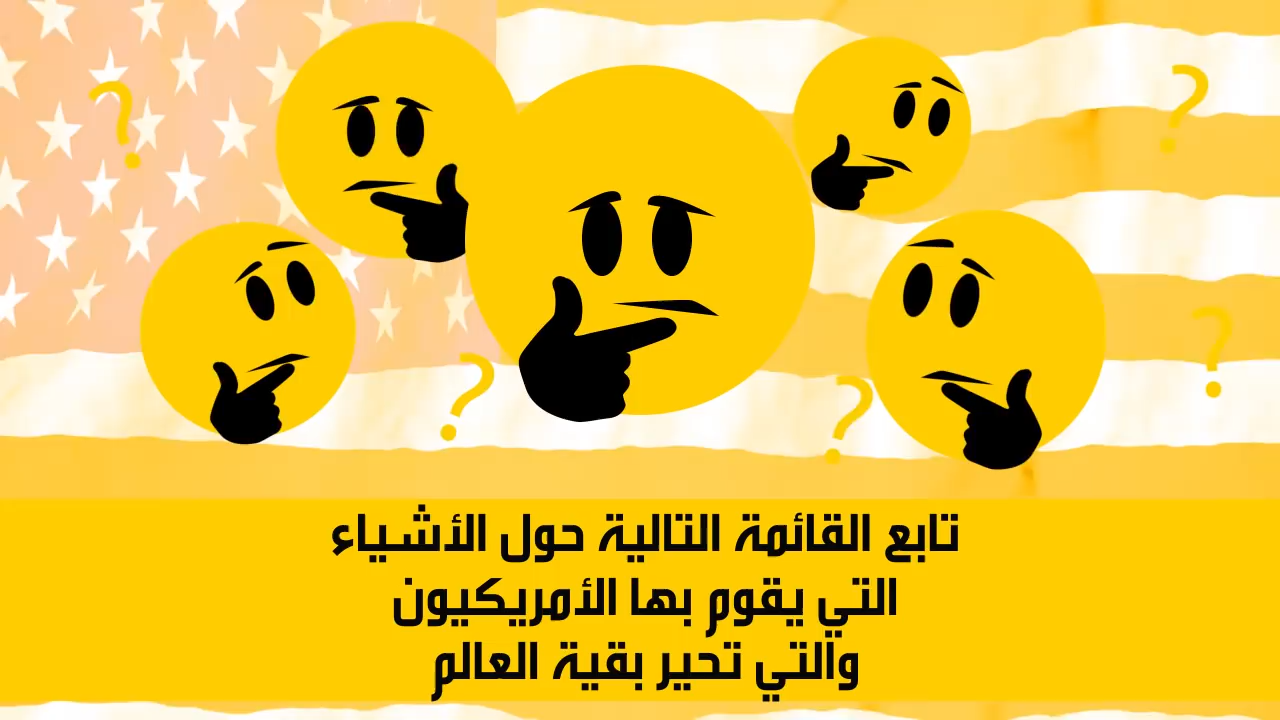 تابع القائمة التالية حول الأشياء
التي يقوم بها الأمريكيون
والتي تحير بقية العالم